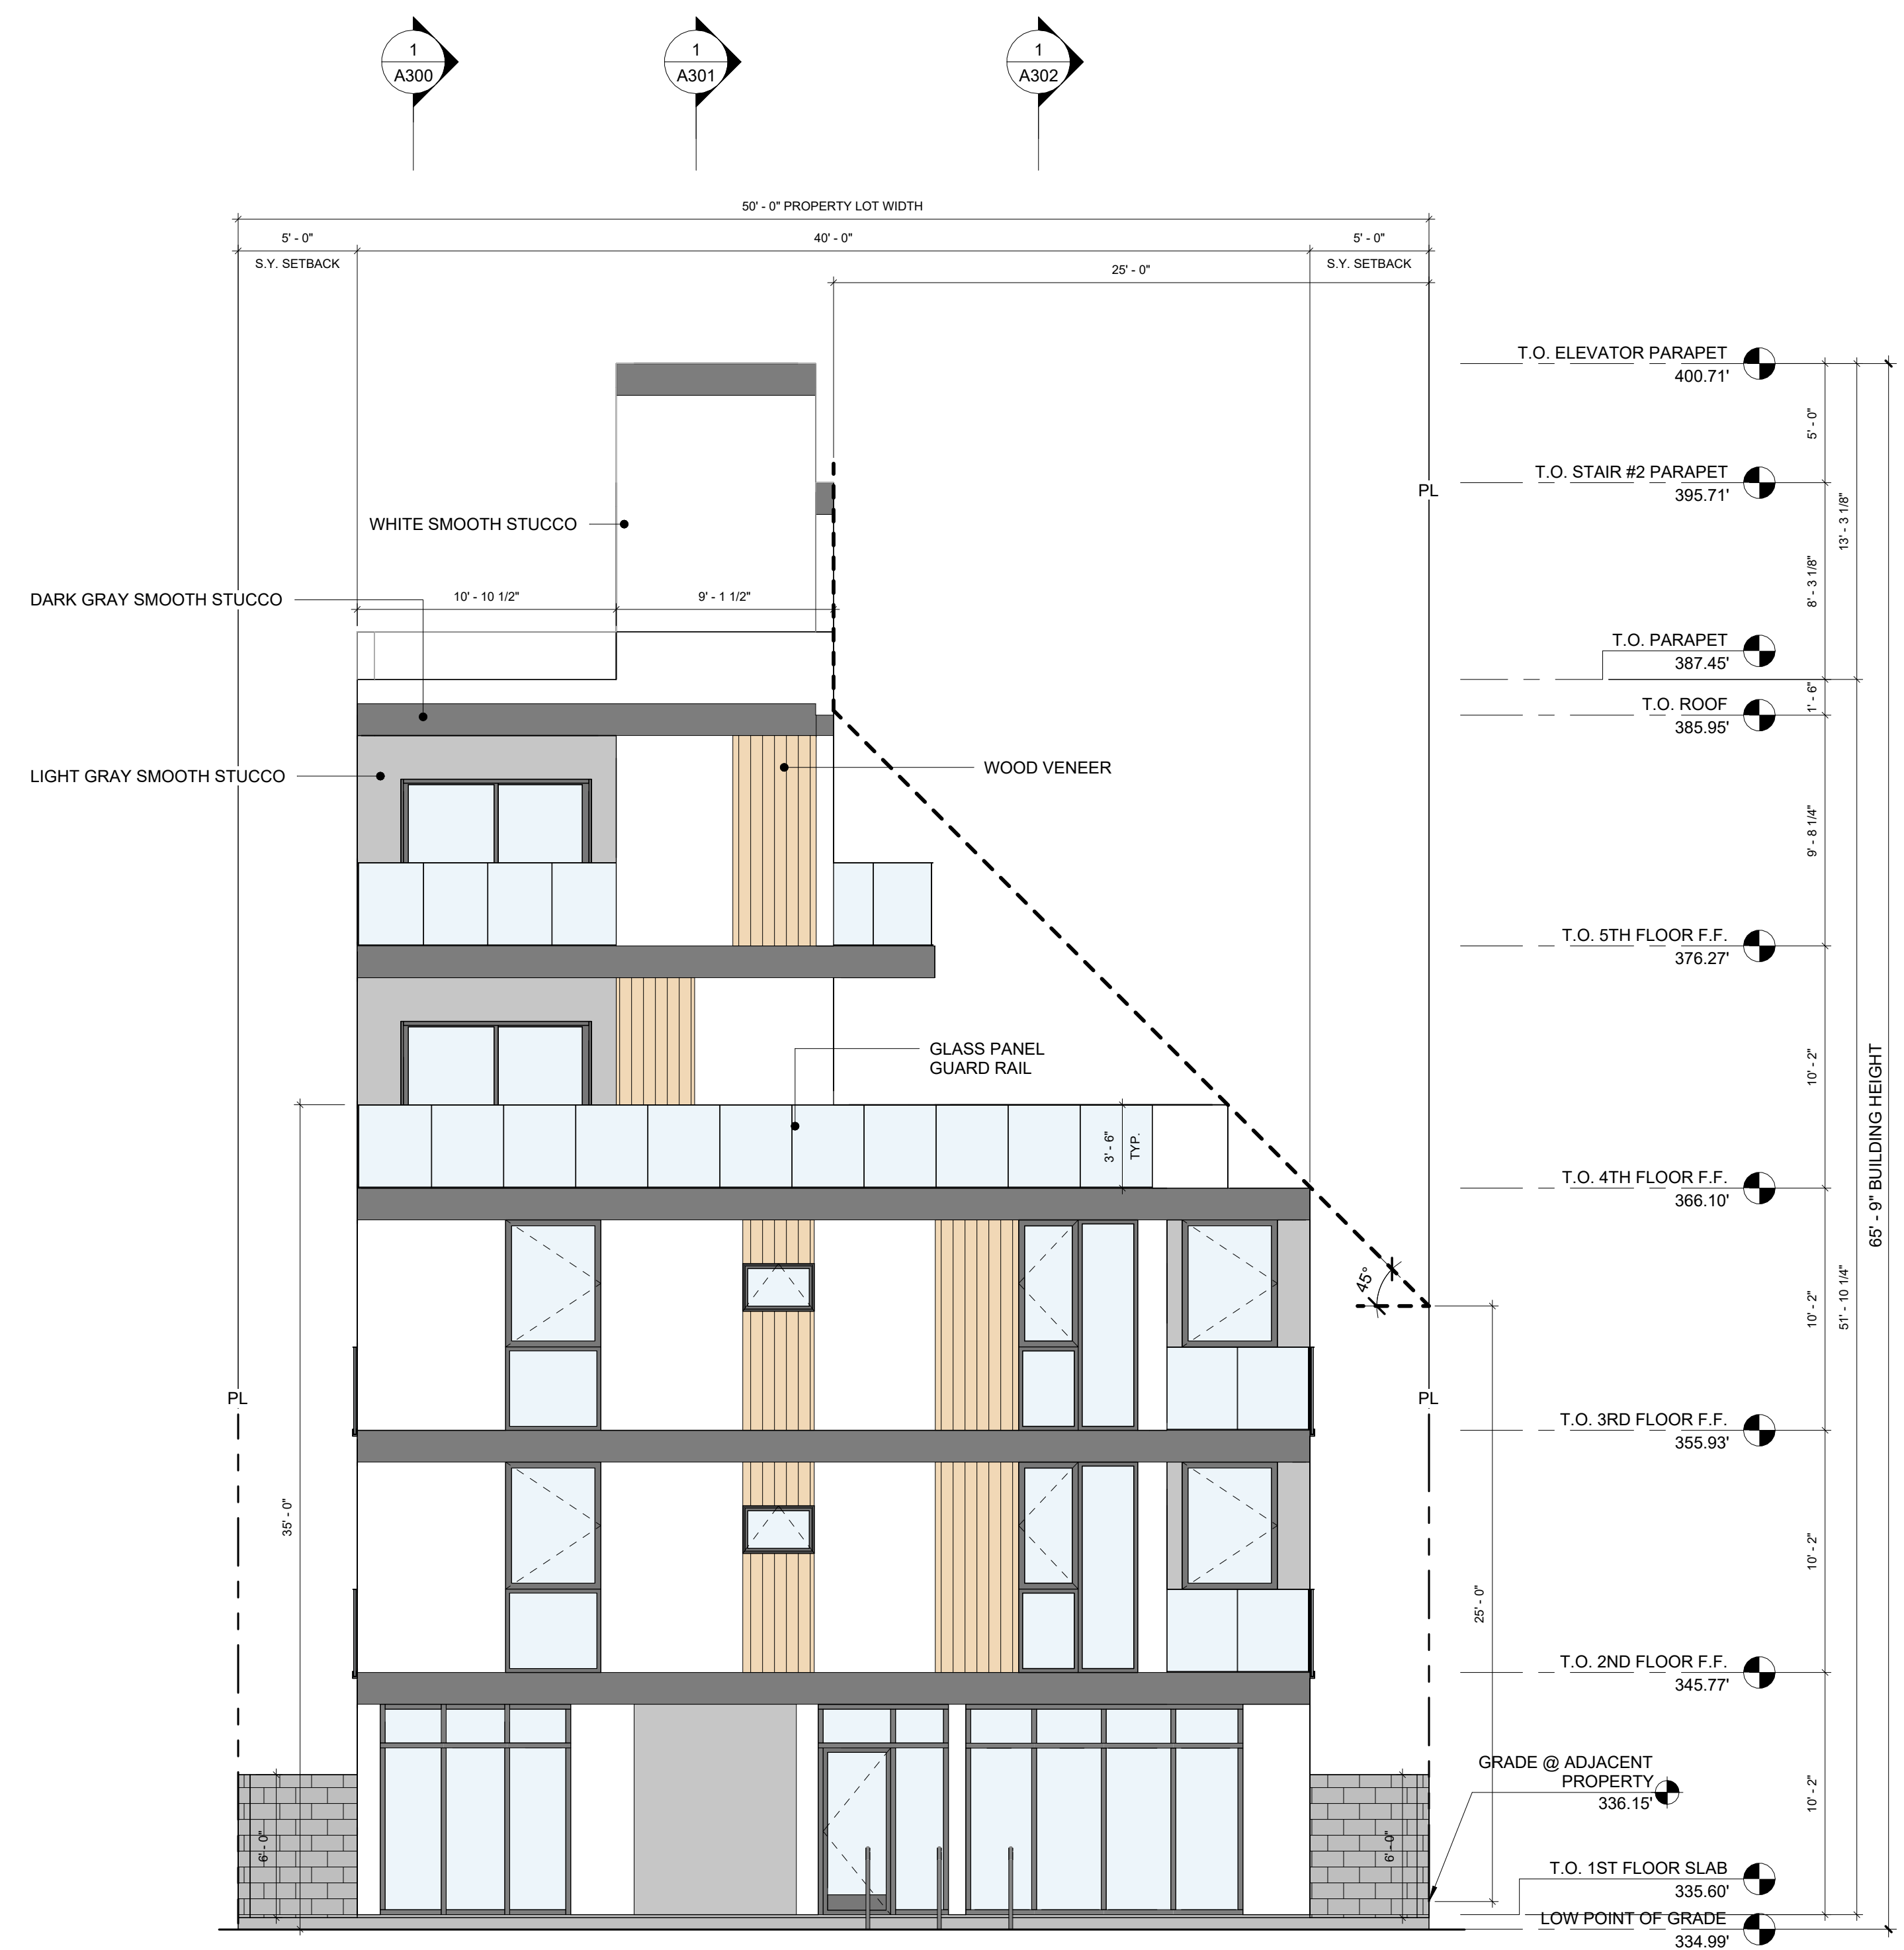 1
A300
1
A301
1
A302
50' - 0" PROPERTY LOT WIDTH
5' - 0"
40' - 0"
5' - 0"
S.Y. SETBACK
S.Y. SETBACK
25' - 0"
T.O. ELEVATOR PARAPET
400.71'
5' - 0"
T.O. STAIR #2 PARAPET
395.71'
PL
WHITE SMOOTH STUCCO
13' - 3 1/8"
8' - 3 1/8"
DARK GRAY SMOOTH STUCCO
10' - 10 1/2"
9' - 1 1/2"
T.O. PARAPET
387.45'
1' - 6"
T.O. ROOF
385.95'
LIGHT GRAY SMOOTH STUCCO
WOOD VENEER
9' - 8 1/4"
T.O. 5TH FLOOR F.F.
376.27'
GLASS PANEL
GUARD RAIL
10' - 2"
65' - 9" BUILDING HEIGHT
3' - 6"
TYP.
T.O. 4TH FLOOR F.F.
366.10'
45°
10' - 2"
51' - 10 1/4"
PL
PL
T.O. 3RD FLOOR F.F.
355.93'
35' - 0"
10' - 2"
25' - 0"
T.O. 2ND FLOOR F.F.
345.77'
GRADE @ ADJACENT
PROPERTY
336.15'
10' - 2"
6' - 0"
6' - 0"
T.O. 1ST FLOOR SLAB
335.60'
LOW POINT OF GRADE
334.99'